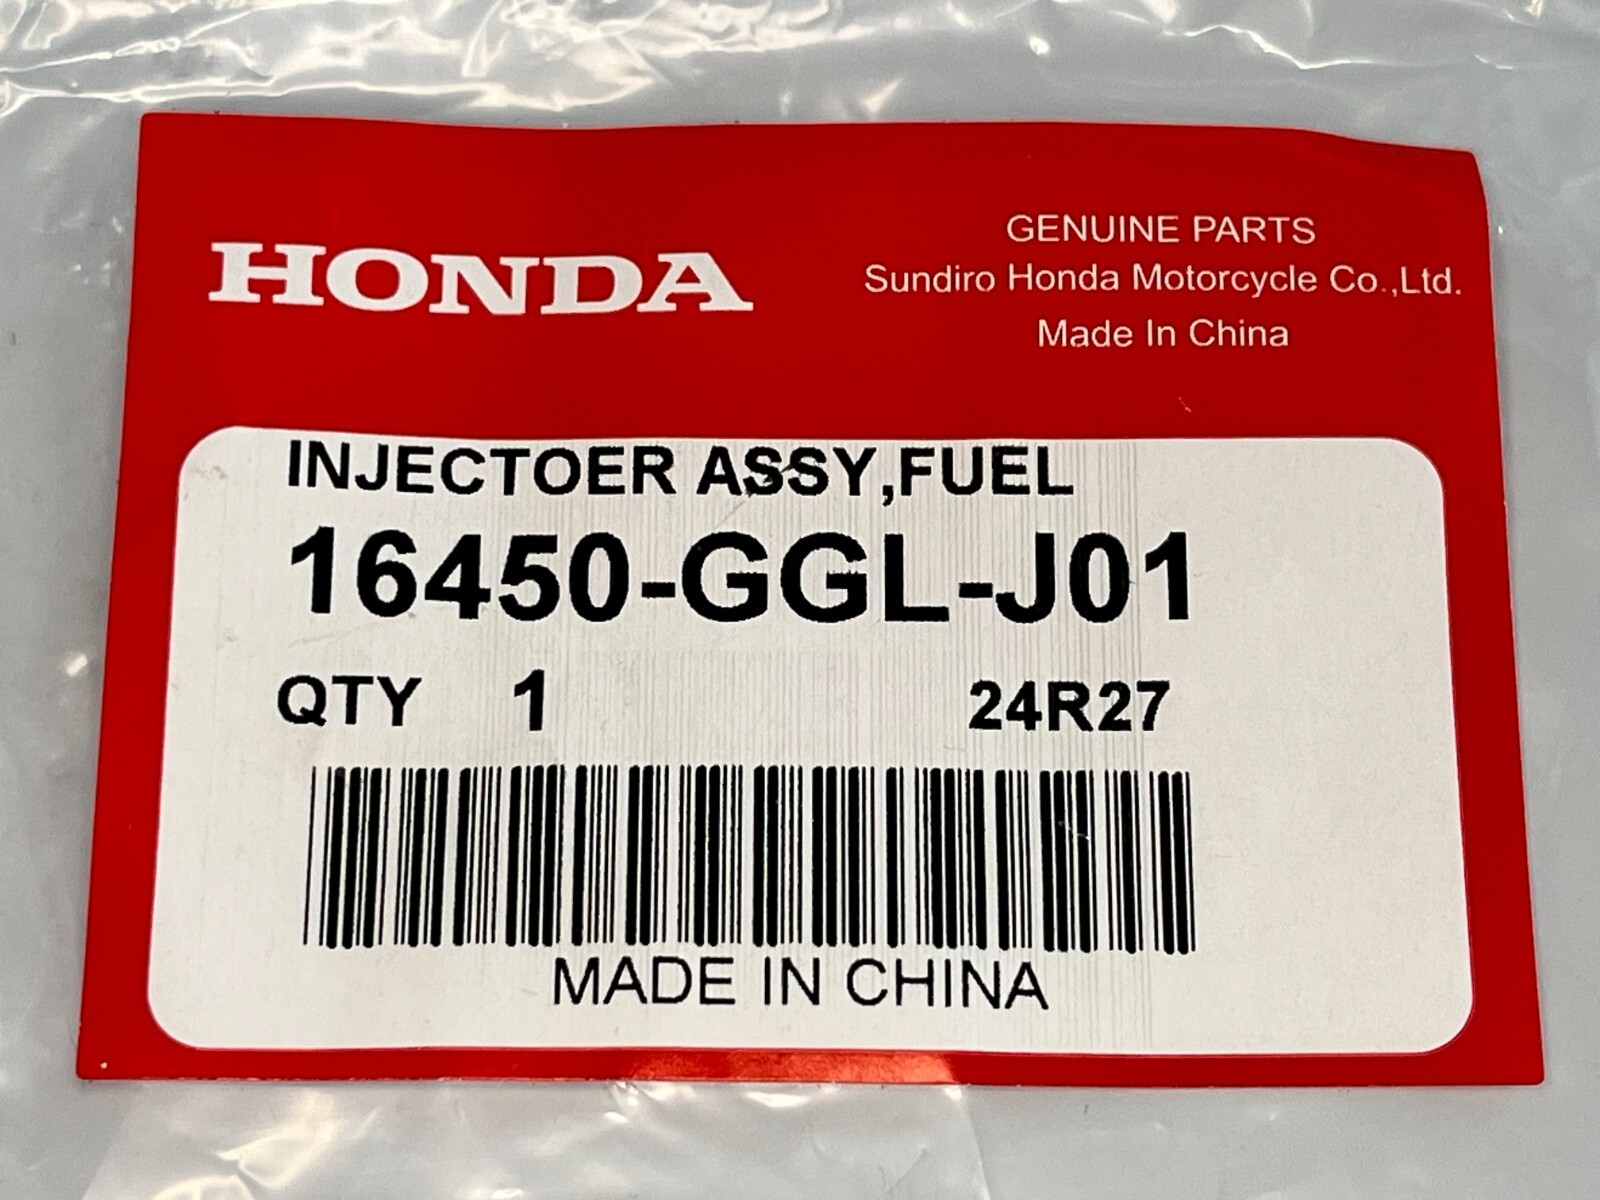 HONDA
GENUINE PARTS
Sundiro Honda Motorcycle Co.,Ltd.
Made In China
INJECTOER ASSY,FUEL
16450-GGL-J01
QTY 1 24R27
MADE IN CHINA